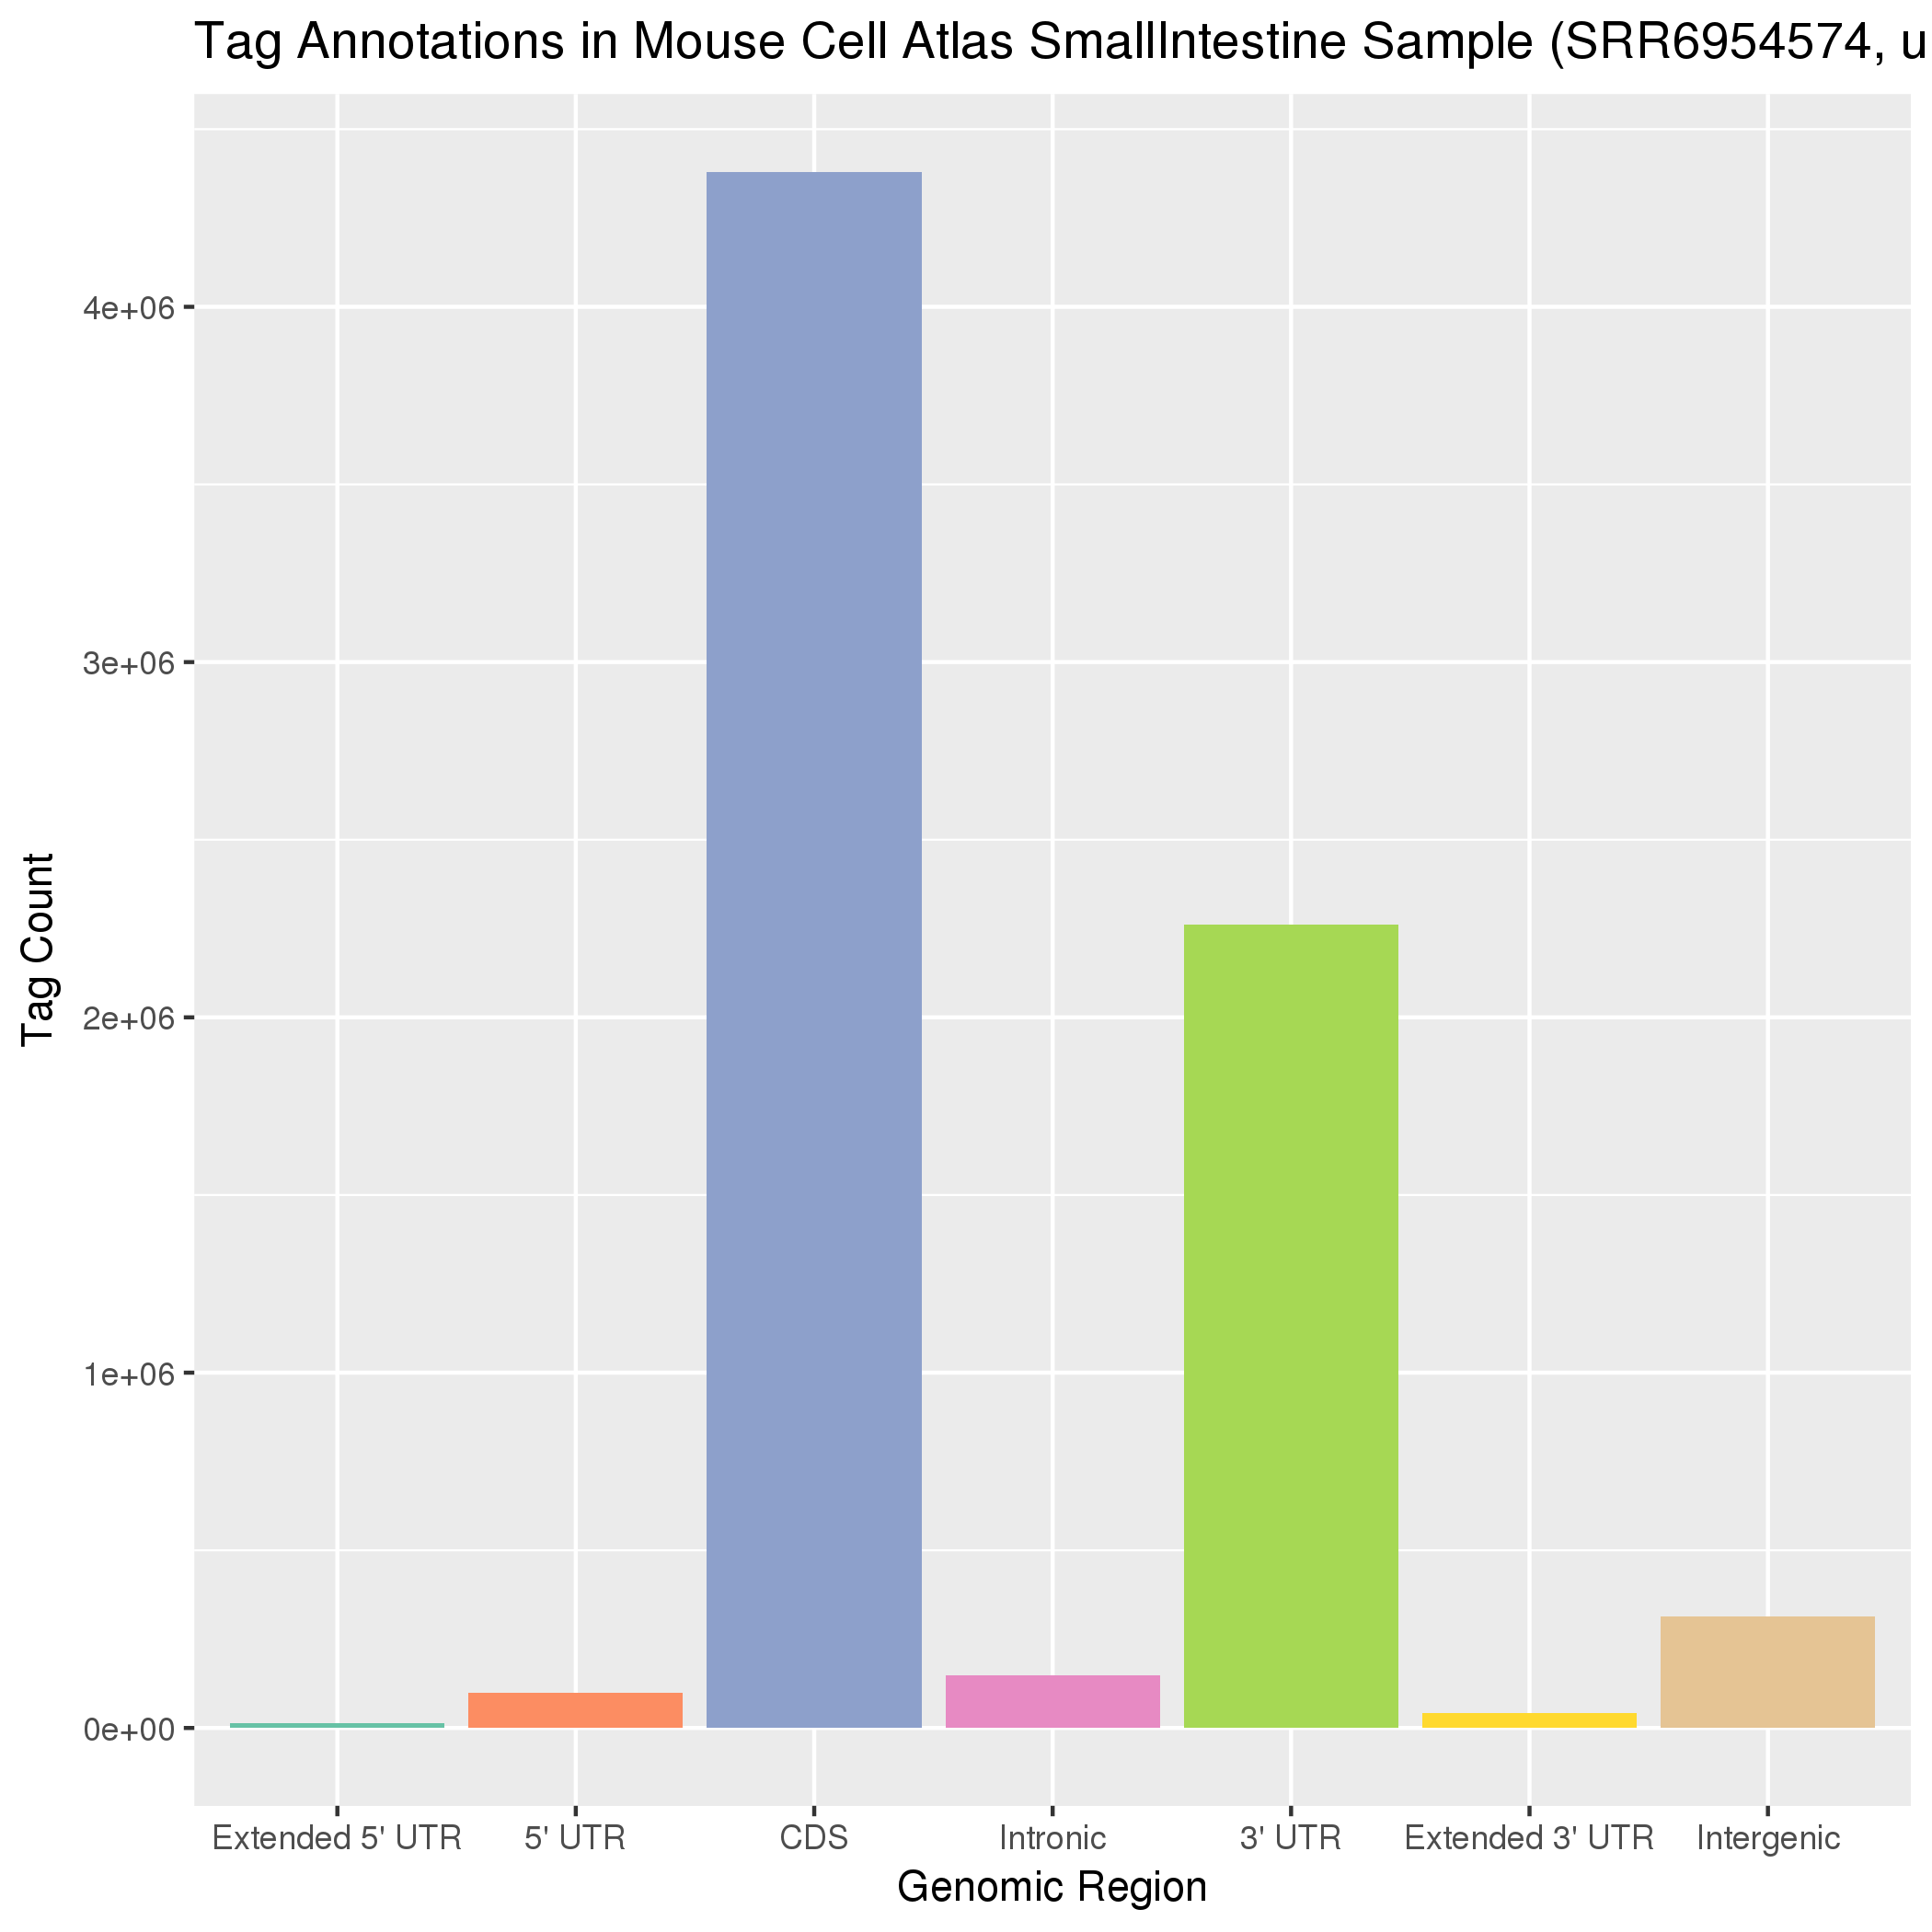 Tag Annotations in Mouse Cell Atlas SmallIntestine Sample (SRR6954574, u
4e+06
3e+06
2e+06
1e+06
0e+00
Tag Count
Extended 5' UTR
5' UTR
CDS
Intronic
3' UTR
Extended 3' UTR
Intergenic
Genomic Region